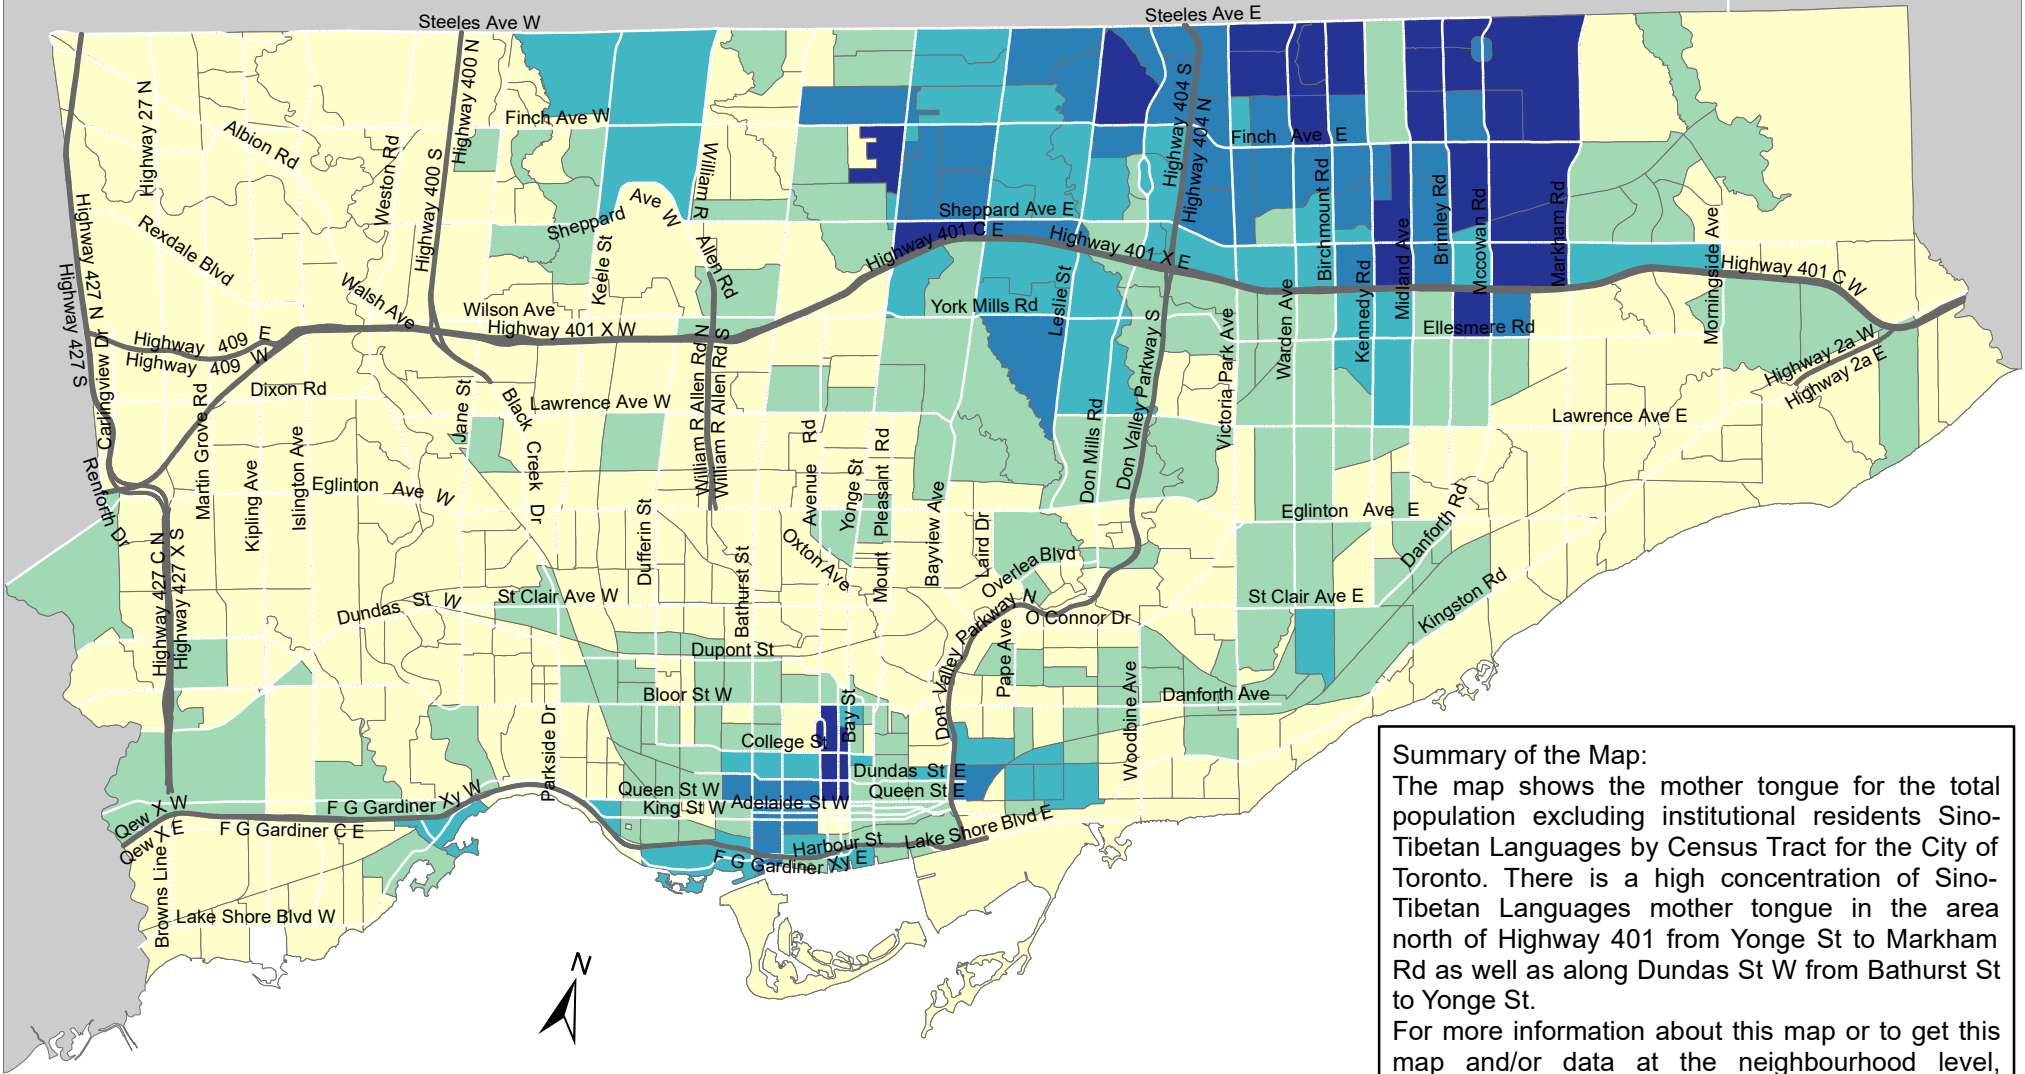 Steeles Ave W
Steeles Ave E
Highway 27 N
Albion Rd
Weston Rd
Highway 400 N
Highway 400 S
Finch Ave W
William R
Allen Rd
Highway 404 S
Highway 404 N
Finch Ave E
Highway 427 N
Highway 427 S
Rexdale Blvd
Sheppard Ave W
Keele St
Sheppard Ave E
Highway 401 C E
Highway 401 X E
Birchmount Rd
Kennedy Rd
Midland Ave
Brimley Rd
Mccowan Rd
Markham Rd
Morningside Ave
Highway 401 C W
Walsh Ave
Wilson Ave
Highway 401 X W
York Mills Rd
Leslie St
Warden Ave
Ellesmere Rd
Highway 2a W
Highway 2a E
Highway 409 E
Highway 409 W
Carlingview Dr
Dixon Rd
Martin Grove Rd
Jane St
Black Creek Dr
Lawrence Ave W
William R Allen Rd N
William R Allen Rd S
Avenue Rd
Yonge St
Mount Pleasant Rd
Bayview Ave
Don Mills Rd
Don Valley Parkway S
Victoria Park Ave
Lawrence Ave E
Renforth Dr
Kipling Ave
Islington Ave
Eglinton Ave W
Dufferin St
Bathurst St
Oxton Ave
Laird Dr
Overlea Blvd
Eglinton Ave E
Danforth Rd
Highway 427 C N
Highway 427 X S
Dundas St W
St Clair Ave W
Don Valley Parkway N
O Connor Dr
Pape Ave
St Clair Ave E
Kingston Rd
Dupont St
Bloor St W
Woodbine Ave
Danforth Ave
Parkside Dr
Bay St
College St
Dundas St E
Queen St W
Queen St E
King St W
Adelaide St W
Qew X W
Qew X E
F G Gardiner Xy W
F G Gardiner C E
Harbour St
Lake Shore Blvd E
F G Gardiner Xy E
Browns Line
Lake Shore Blvd W
N
Summary of the Map:
The map shows the mother tongue for the total
population excluding institutional residents Sino-
Tibetan Languages by Census Tract for the City of
Toronto. There is a high concentration of Sino-
Tibetan Languages mother tongue in the area
north of Highway 401 from Yonge St to Markham
Rd as well as along Dundas St W from Bathurst St
to Yonge St.
For more information about this map or to get this
map and/or data at the neighbourhood level,